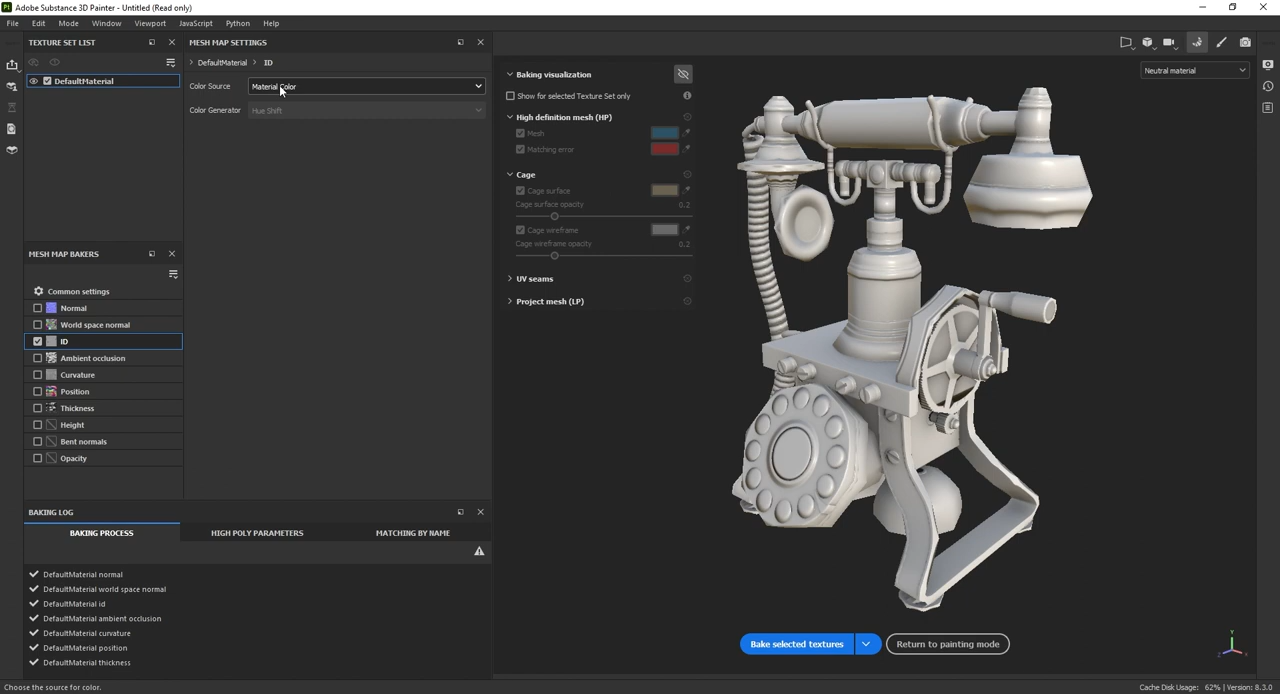 Pt Adobe Substance 3D Painter - Untitled (Read only)
File Edit Mode Window Viewport JavaScript Python Help
TEXTURE SET LIST
DefaultMaterial
MESH MAP SETTINGS
DefaultMaterial > ID
Color Source Material Color
Color Generator Hue Shift
MESH MAP BAKERS
Common settings
Normal
World space normal
ID
Ambient occlusion
Curvature
Position
Thickness
Height
Bent normals
Opacity
BAKING LOG
BAKING PROCESS HIGH POLY PARAMETERS MATCHING BY NAME
DefaultMaterial normal
DefaultMaterial world space normal
DefaultMaterial id
DefaultMaterial ambient occlusion
DefaultMaterial curvature
DefaultMaterial position
DefaultMaterial thickness
Baking visualization
Show for selected Texture Set only
High definition mesh (HP)
Mesh
Matching error
Cage
Cage surface
Cage surface opacity 0.2
Cage wireframe
Cage wireframe opacity 0.2
UV seams
Project mesh (LP)
Neutral material
Bake selected textures
Return to painting mode
Y
Choose the source for color.
Cache Disk Usage: 62% | Version: 8.3.0